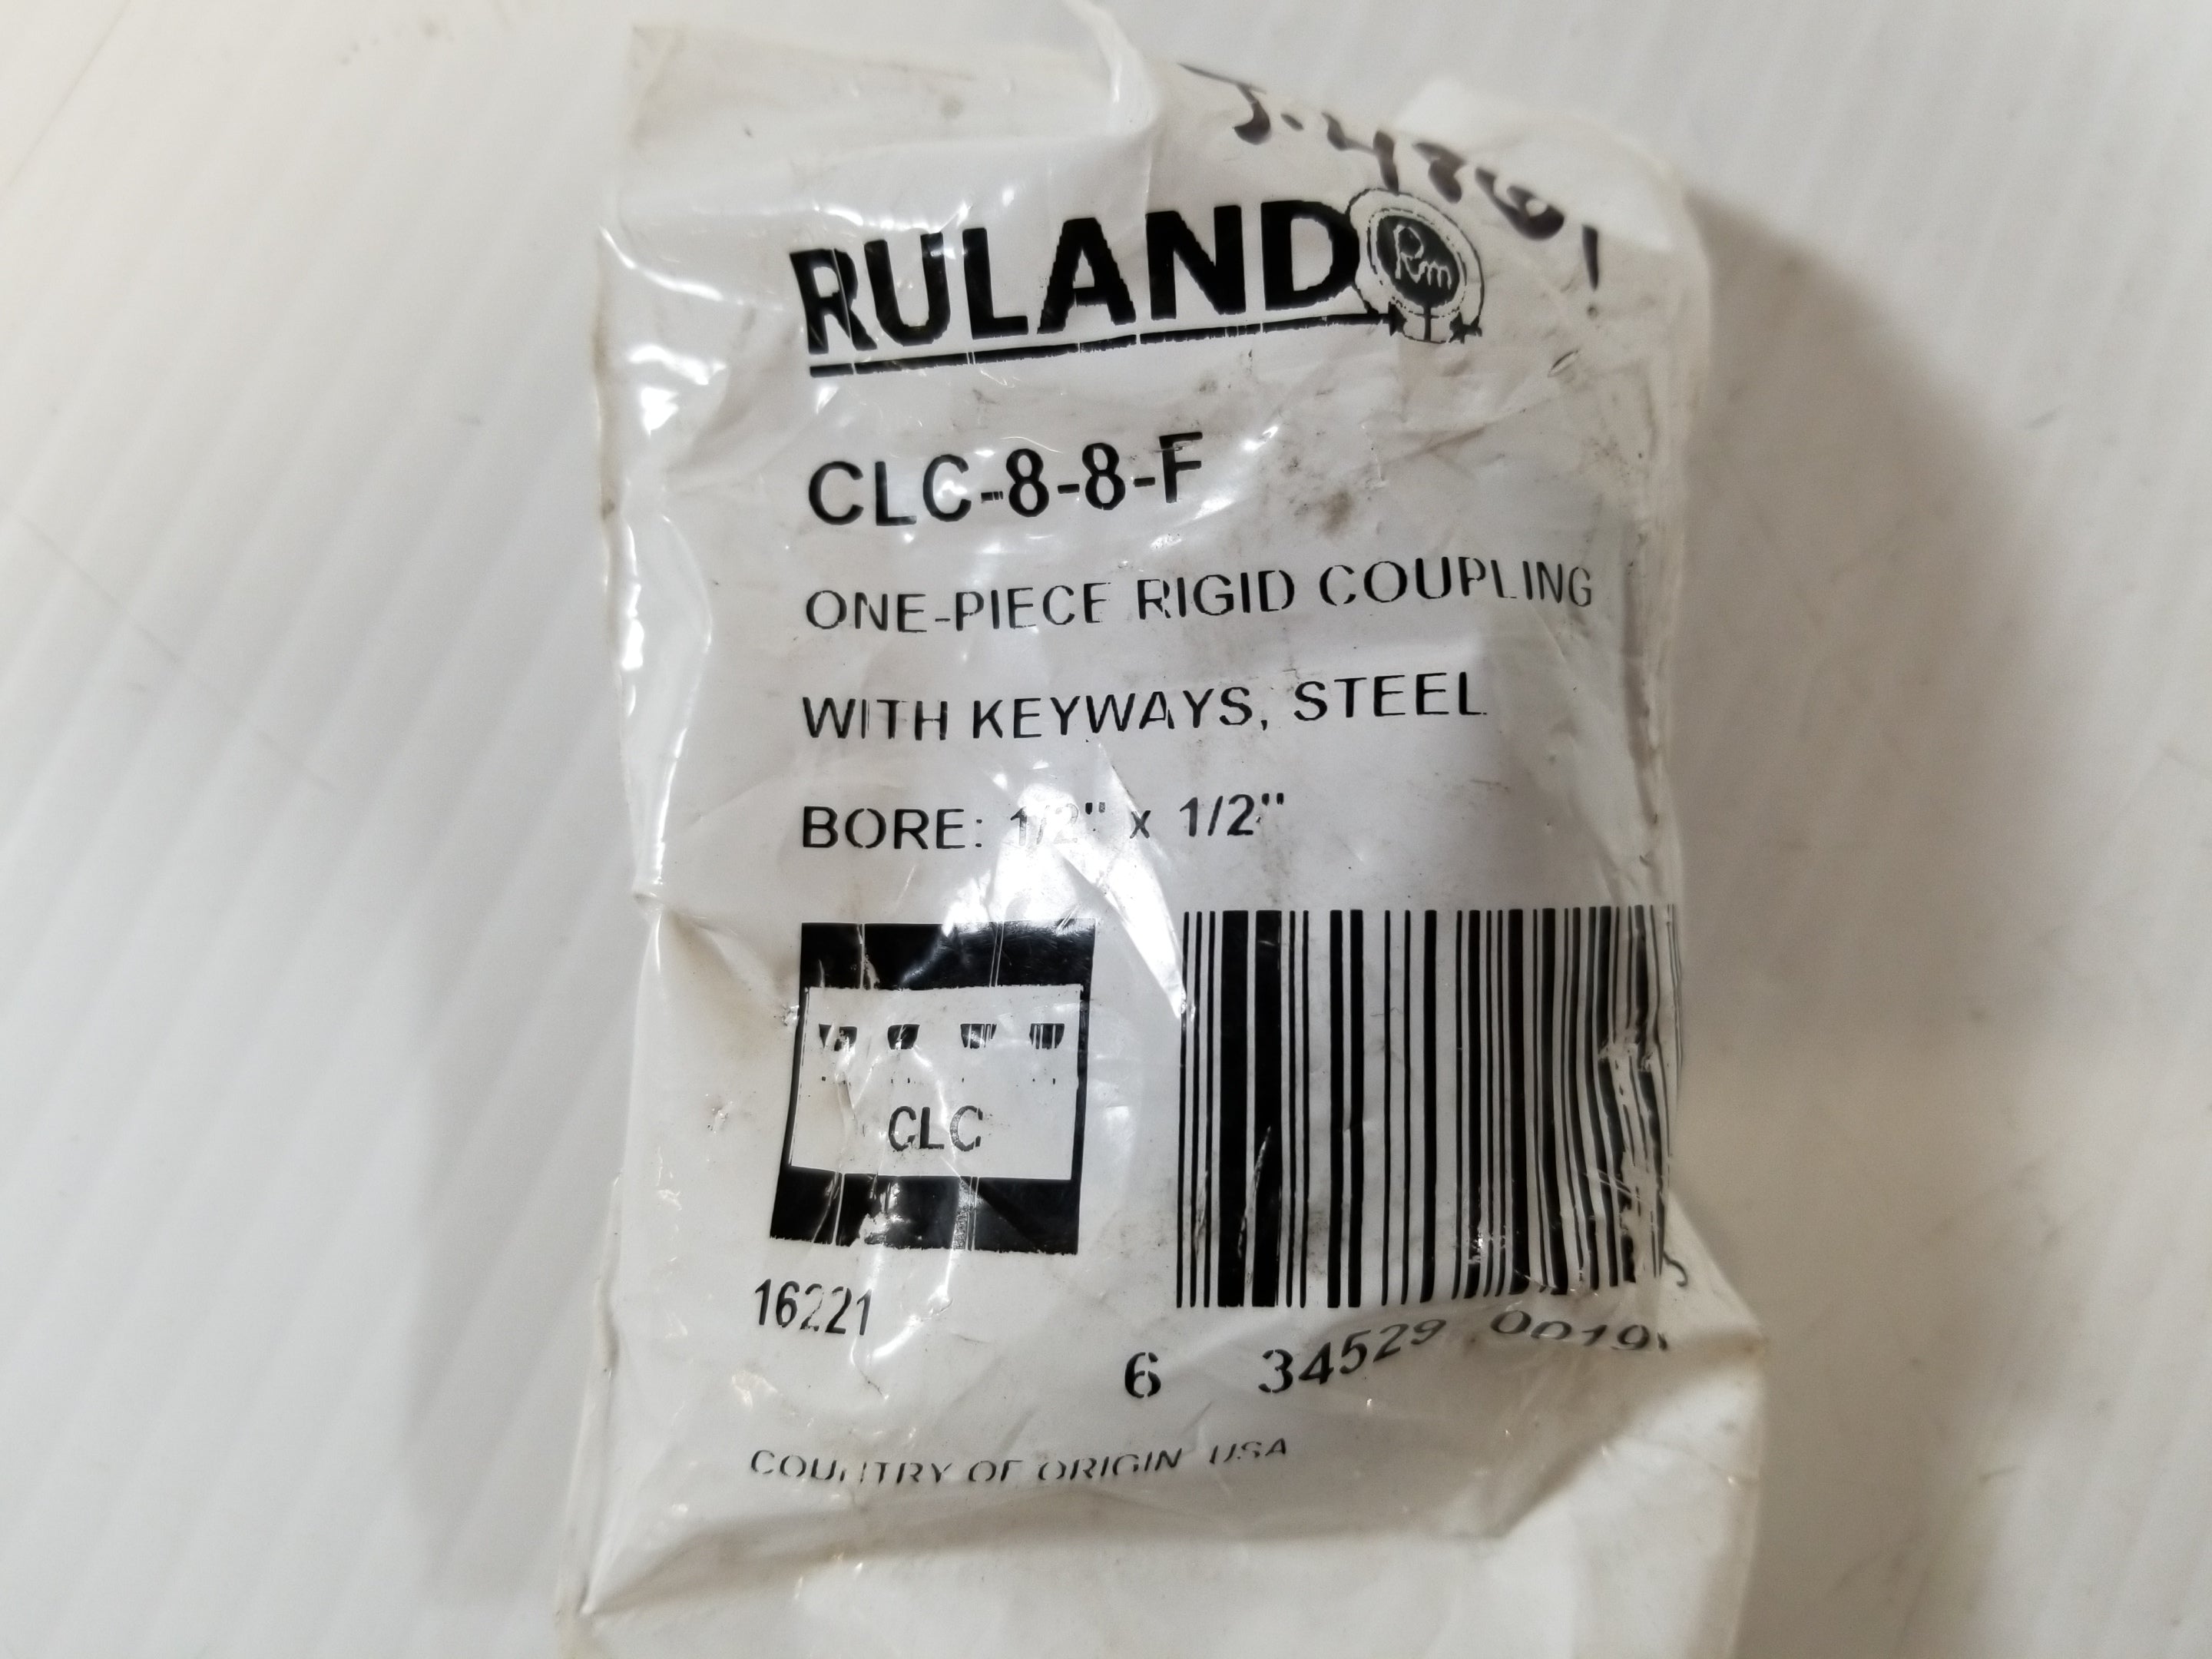 RULAND
Rm
CLC-8-8-F
ONE-PIECE RIGID COUPLING
WITH KEYWAYS, STEEL
BORE: 1/2" x 1/2"
CLC
16221
6 34529
COUNTRY OF ORIGIN USA